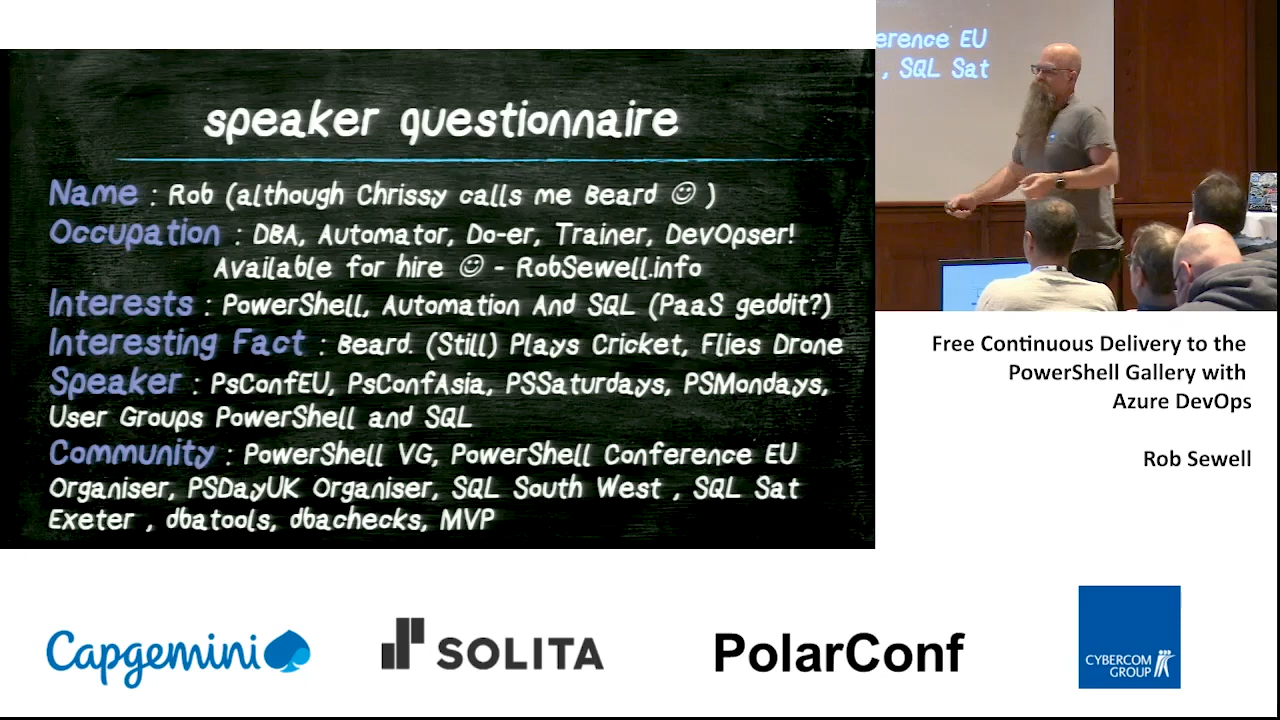 speaker questionnaire
Name : Rob (although Chrissy calls me Beard ☺ )
Occupation : DBA, Automator, Do-er, Trainer, DevOpser!
Available for hire ☺ - RobSewell.info
Interests : PowerShell, Automation And SQL (PaaS geddit?)
Interesting Fact : Beard. (Still) Plays Cricket, Flies Drone
Speaker : PsConfEU, PsConfAsia, PSSaturdays, PSMondays,
User Groups PowerShell and SQL
Community : PowerShell VG, PowerShell Conference EU
Organiser, PSDayUK Organiser, SQL South West , SQL Sat
Exeter , dbatools, dbachecks, MVP
erence EU
, SQL Sat
Free Continuous Delivery to the
PowerShell Gallery with
Azure DevOps
Rob Sewell
Capgemini
SOLITA
PolarConf
CYBERCOM
GROUP